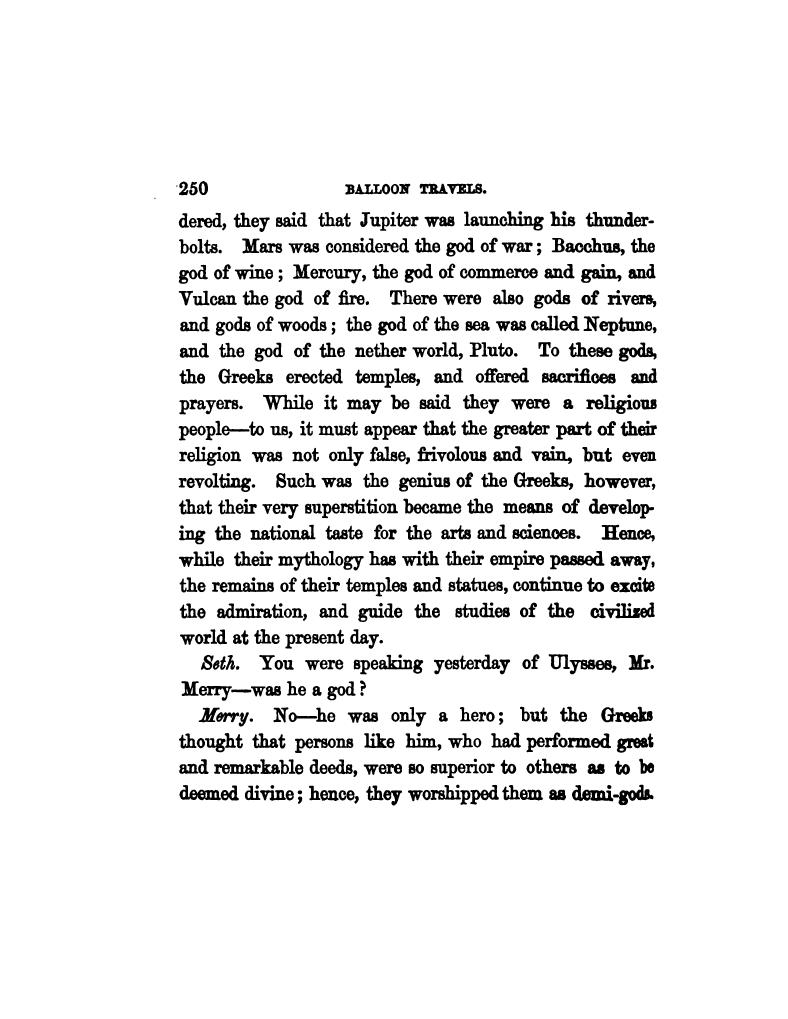 250 BALLOON TRAVELS.
dered, they said that Jupiter was launching his thunder-
bolts. Mars was considered the god of war; Bacchus, the
god of wine; Mercury, the god of commerce and gain, and
Vulcan the god of fire. There were also gods of rivers,
and gods of woods; the god of the sea was called Neptune,
and the god of the nether world, Pluto. To these gods,
the Greeks erected temples, and offered sacrifices and
prayers. While it may be said they were a religious
people—to us, it must appear that the greater part of their
religion was not only false, frivolous and vain, but even
revolting. Such was the genius of the Greeks, however,
that their very superstition became the means of develop-
ing the national taste for the arts and sciences. Hence,
while their mythology has with their empire passed away,
the remains of their temples and statues, continue to excite
the admiration, and guide the studies of the civilized
world at the present day.
Seth. You were speaking yesterday of Ulysses, Mr.
Merry—was he a god?
Merry. No—he was only a hero; but the Greeks
thought that persons like him, who had performed great
and remarkable deeds, were so superior to others as to be
deemed divine; hence, they worshipped them as demi-gods.